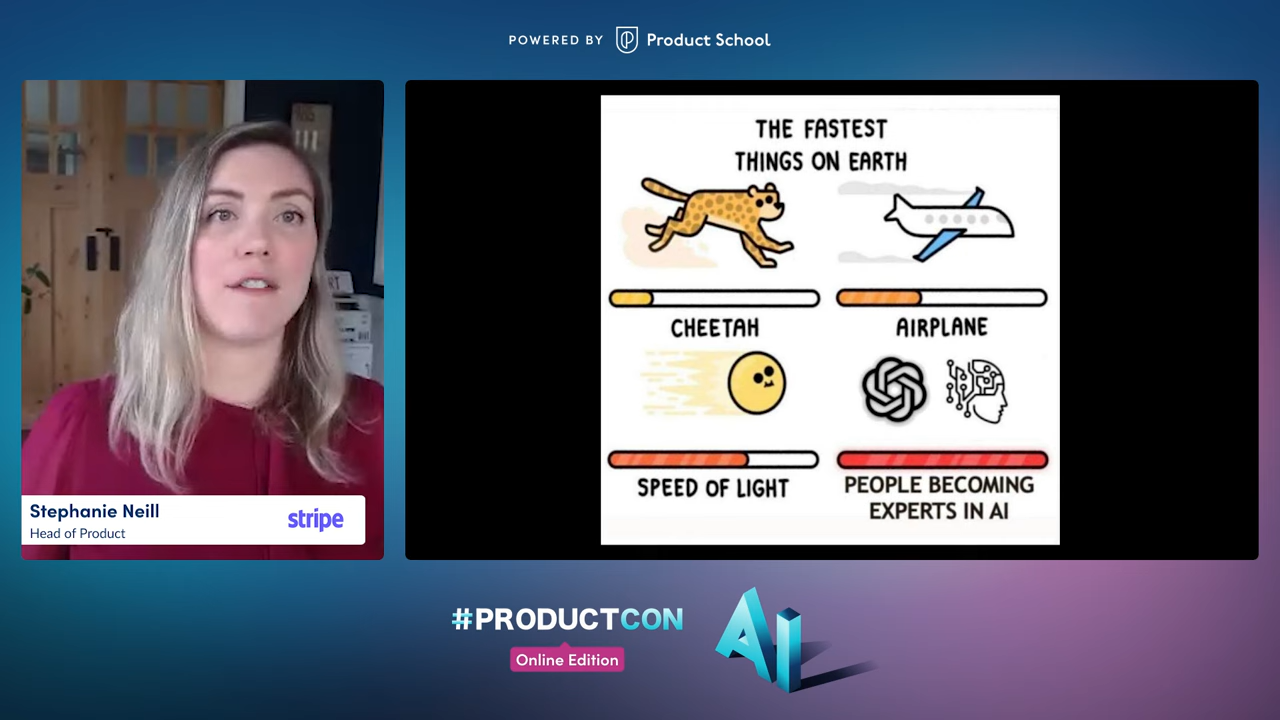 POWERED BY Product School
THE FASTEST
THINGS ON EARTH
CHEETAH
AIRPLANE
SPEED OF LIGHT
PEOPLE BECOMING
EXPERTS IN AI
Stephanie Neill
Head of Product
stripe
#PRODUCTCON
Online Edition
AI